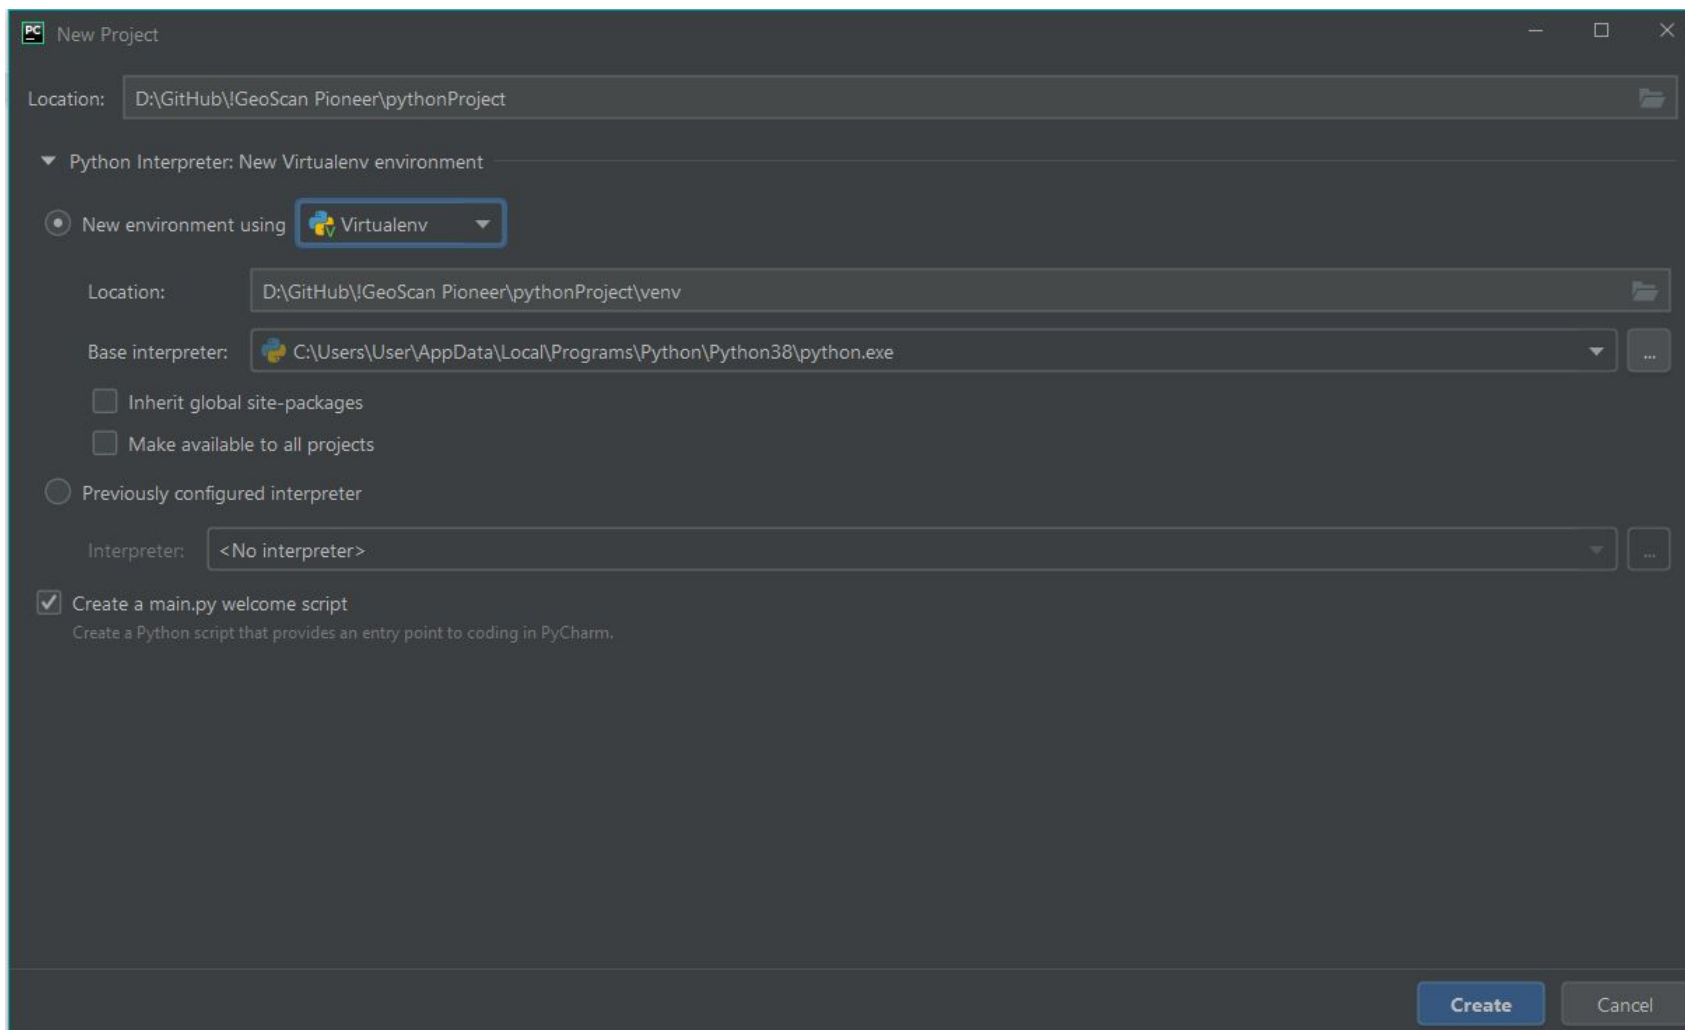 PC New Project
Location: D:\GitHub\!GeoScan Pioneer\pythonProject
Python Interpreter: New Virtualenv environment
New environment using Virtualenv
Location: D:\GitHub\!GeoScan Pioneer\pythonProject\venv
Base interpreter: C:\Users\User\AppData\Local\Programs\Python\Python38\python.exe ...
Inherit global site-packages
Make available to all projects
Previously configured interpreter
Interpreter: <No interpreter> ...
Create a main.py welcome script
Create a Python script that provides an entry point to coding in PyCharm.
Create Cancel